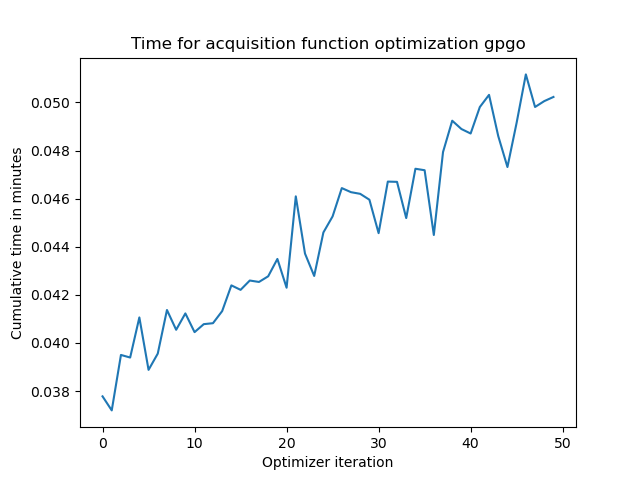 Time for acquisition function optimization gpgo
0.050
0.048
0.046
0.044
0.042
0.040
0.038
Cumulative time in minutes
0 10 20 30 40 50
Optimizer iteration